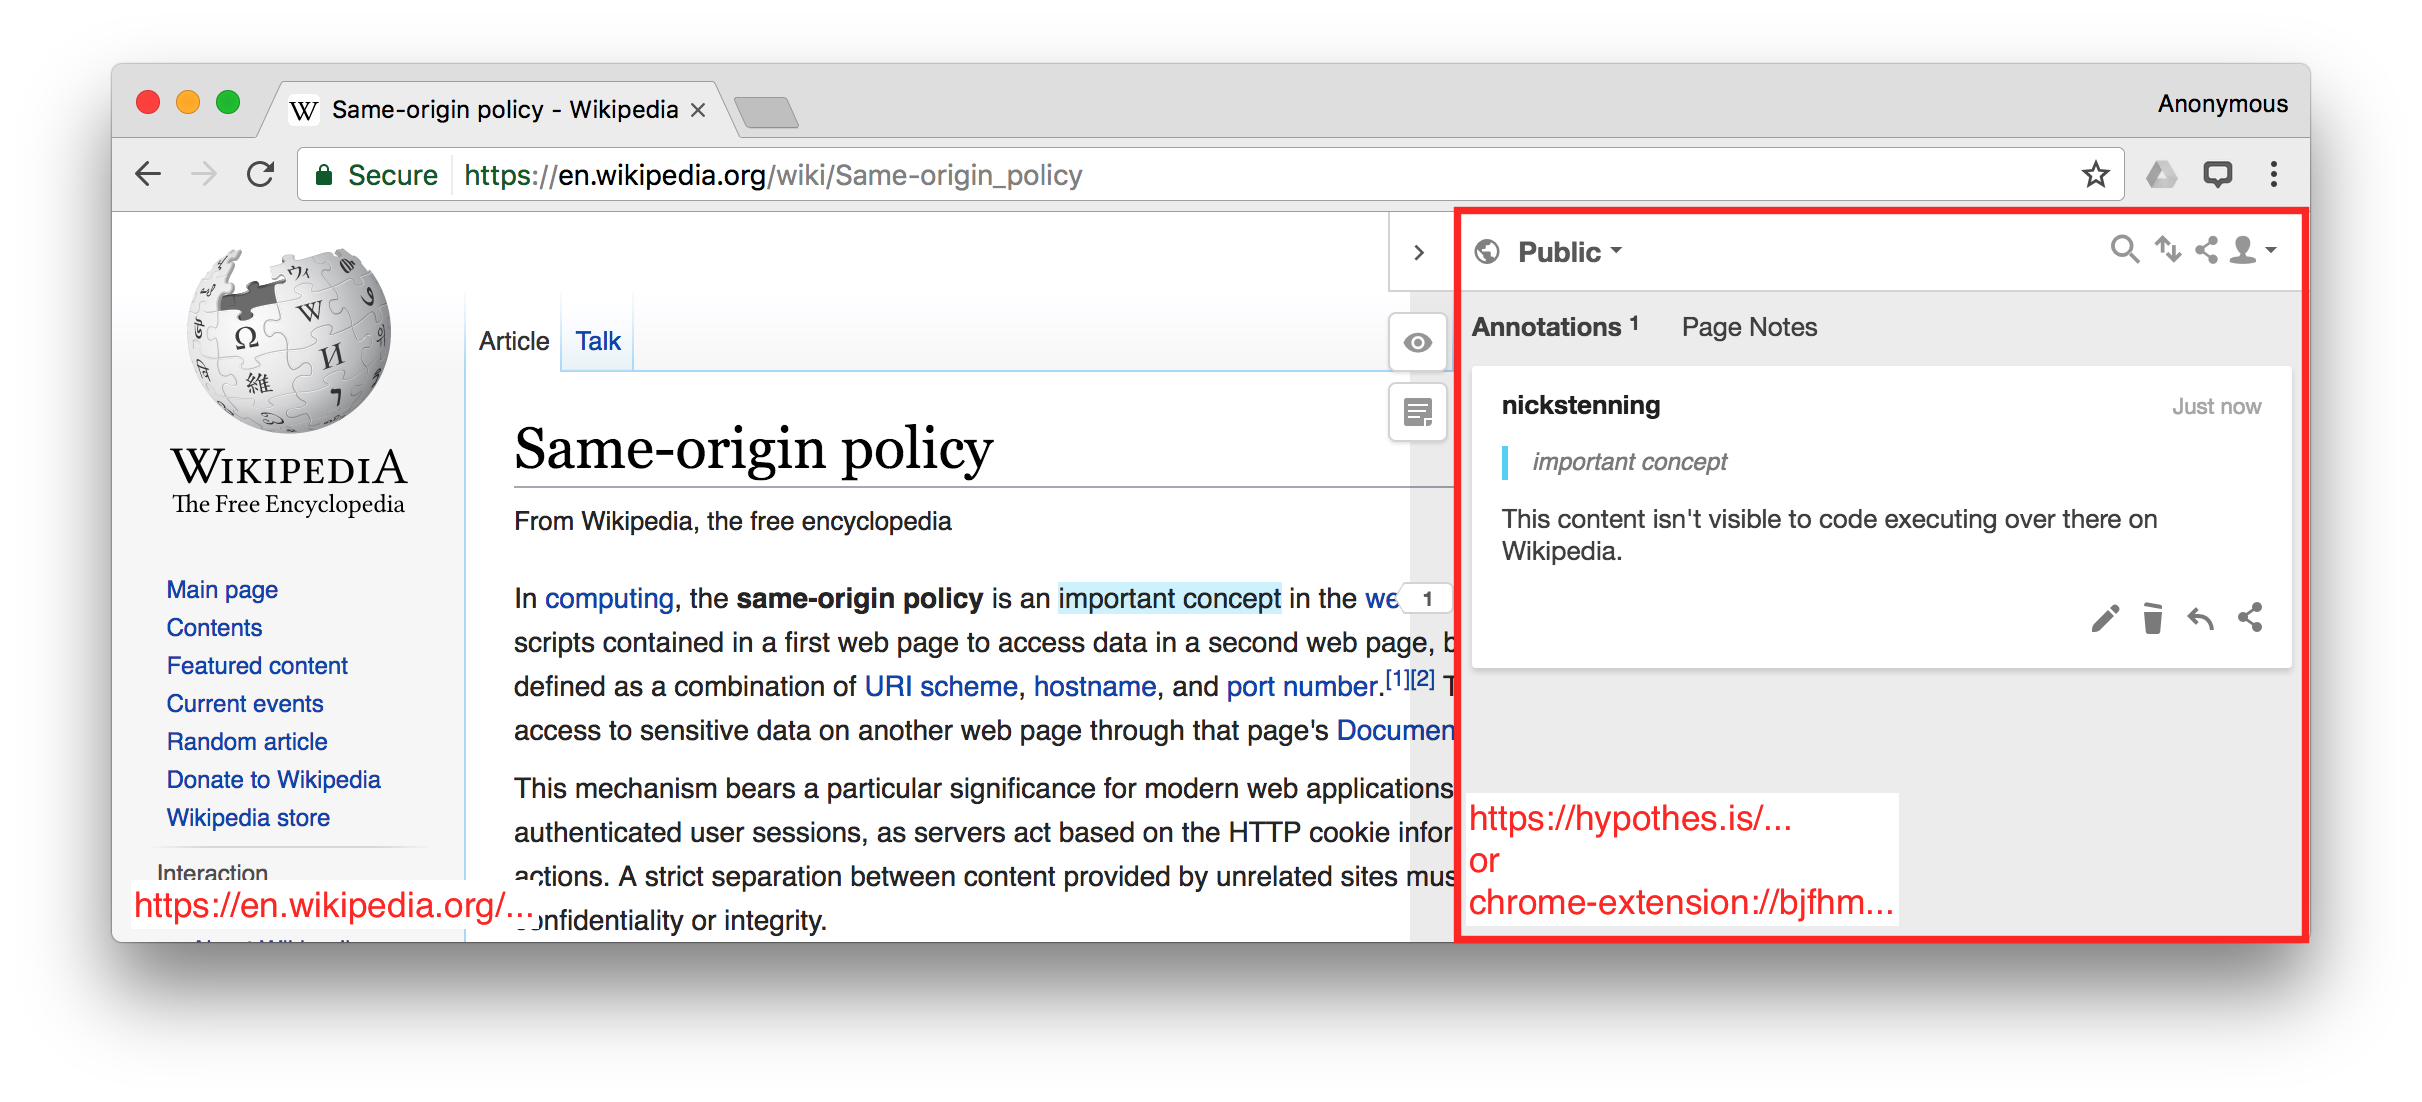 Same-origin policy - Wikipedia
Anonymous
Secure https://en.wikipedia.org/wiki/Same-origin_policy
WIKIPEDIA
The Free Encyclopedia
Main page
Contents
Featured content
Current events
Random article
Donate to Wikipedia
Wikipedia store
Interaction
https://en.wikipedia.org/...
Article Talk
Same-origin policy
From Wikipedia, the free encyclopedia
In computing, the same-origin policy is an important concept in the we
scripts contained in a first web page to access data in a second web page, b
defined as a combination of URI scheme, hostname, and port number.[1][2] T
access to sensitive data on another web page through that page's Documen
This mechanism bears a particular significance for modern web applications
authenticated user sessions, as servers act based on the HTTP cookie infor
actions. A strict separation between content provided by unrelated sites mus
confidentiality or integrity.
1
Public
Annotations 1 Page Notes
nickstenning Just now
important concept
This content isn't visible to code executing over there on
Wikipedia.
https://hypothes.is/...
or
chrome-extension://bjfhm...